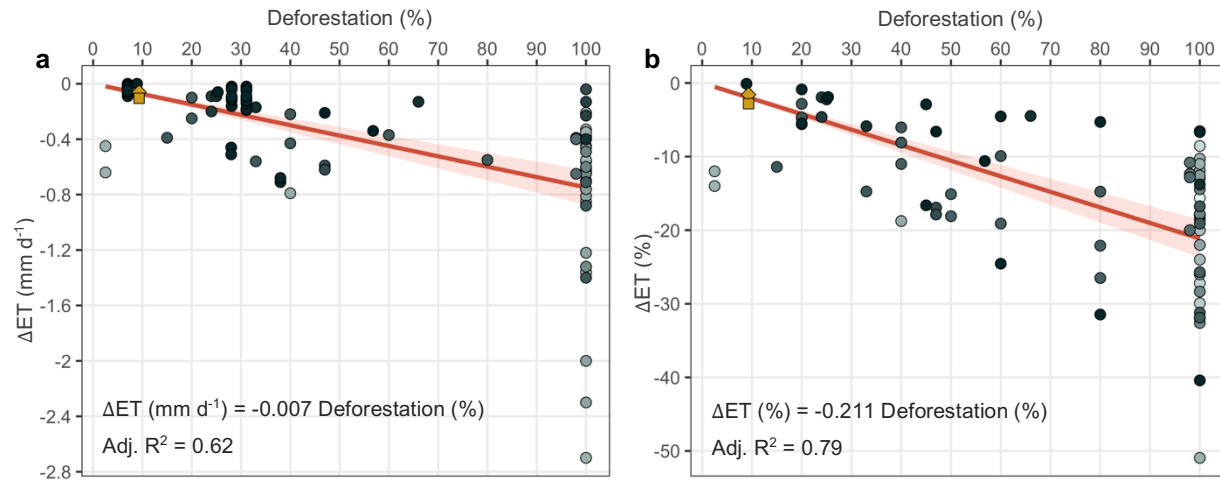 Deforestation (%)
0 10 20 30 40 50 60 70 80 90 100
a
0
-0.4
-0.8
-1.2
-1.6
-2
-2.4
-2.8
ΔET (mm d⁻¹)
ΔET (mm d⁻¹) = -0.007 Deforestation (%)
Adj. R² = 0.62
Deforestation (%)
0 10 20 30 40 50 60 70 80 90 100
b
0
-10
-20
-30
-40
-50
ΔET (%)
ΔET (%) = -0.211 Deforestation (%)
Adj. R² = 0.79